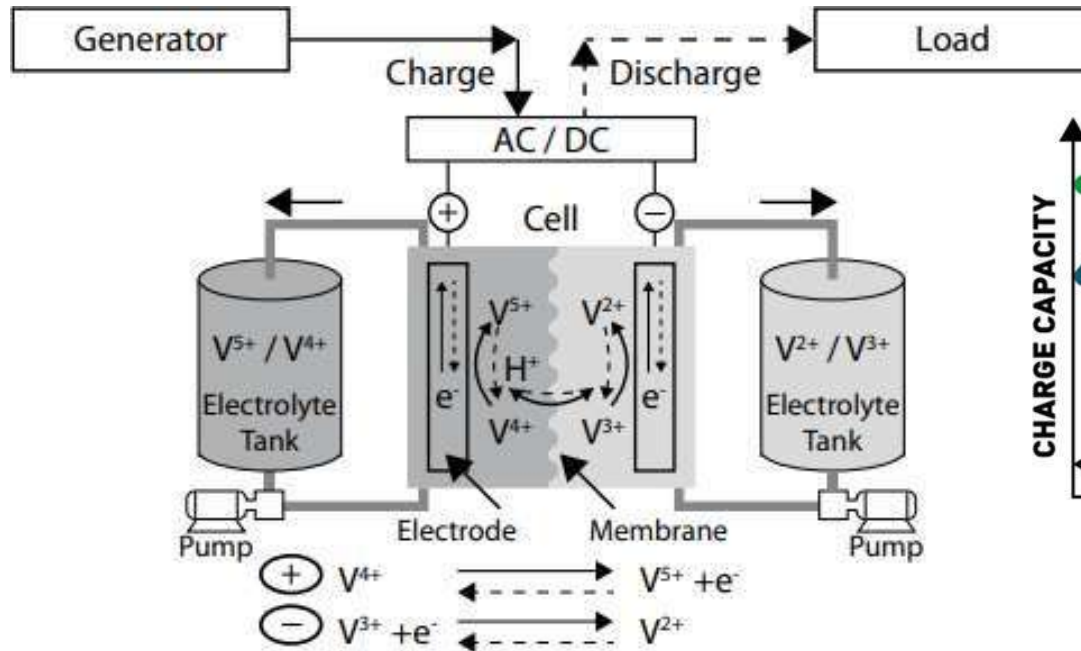 Generator
Load
Charge
Discharge
AC / DC
+
Cell
−
V⁵⁺ / V⁴⁺
Electrolyte
Tank
e⁻
V⁵⁺
V²⁺
H⁺
V⁴⁺
V³⁺
e⁻
V²⁺ / V³⁺
Electrolyte
Tank
CHARGE CAPACITY
Pump
Electrode
Membrane
Pump
+ V⁴⁺ V⁵⁺ +e⁻
− V³⁺ +e⁻ V²⁺